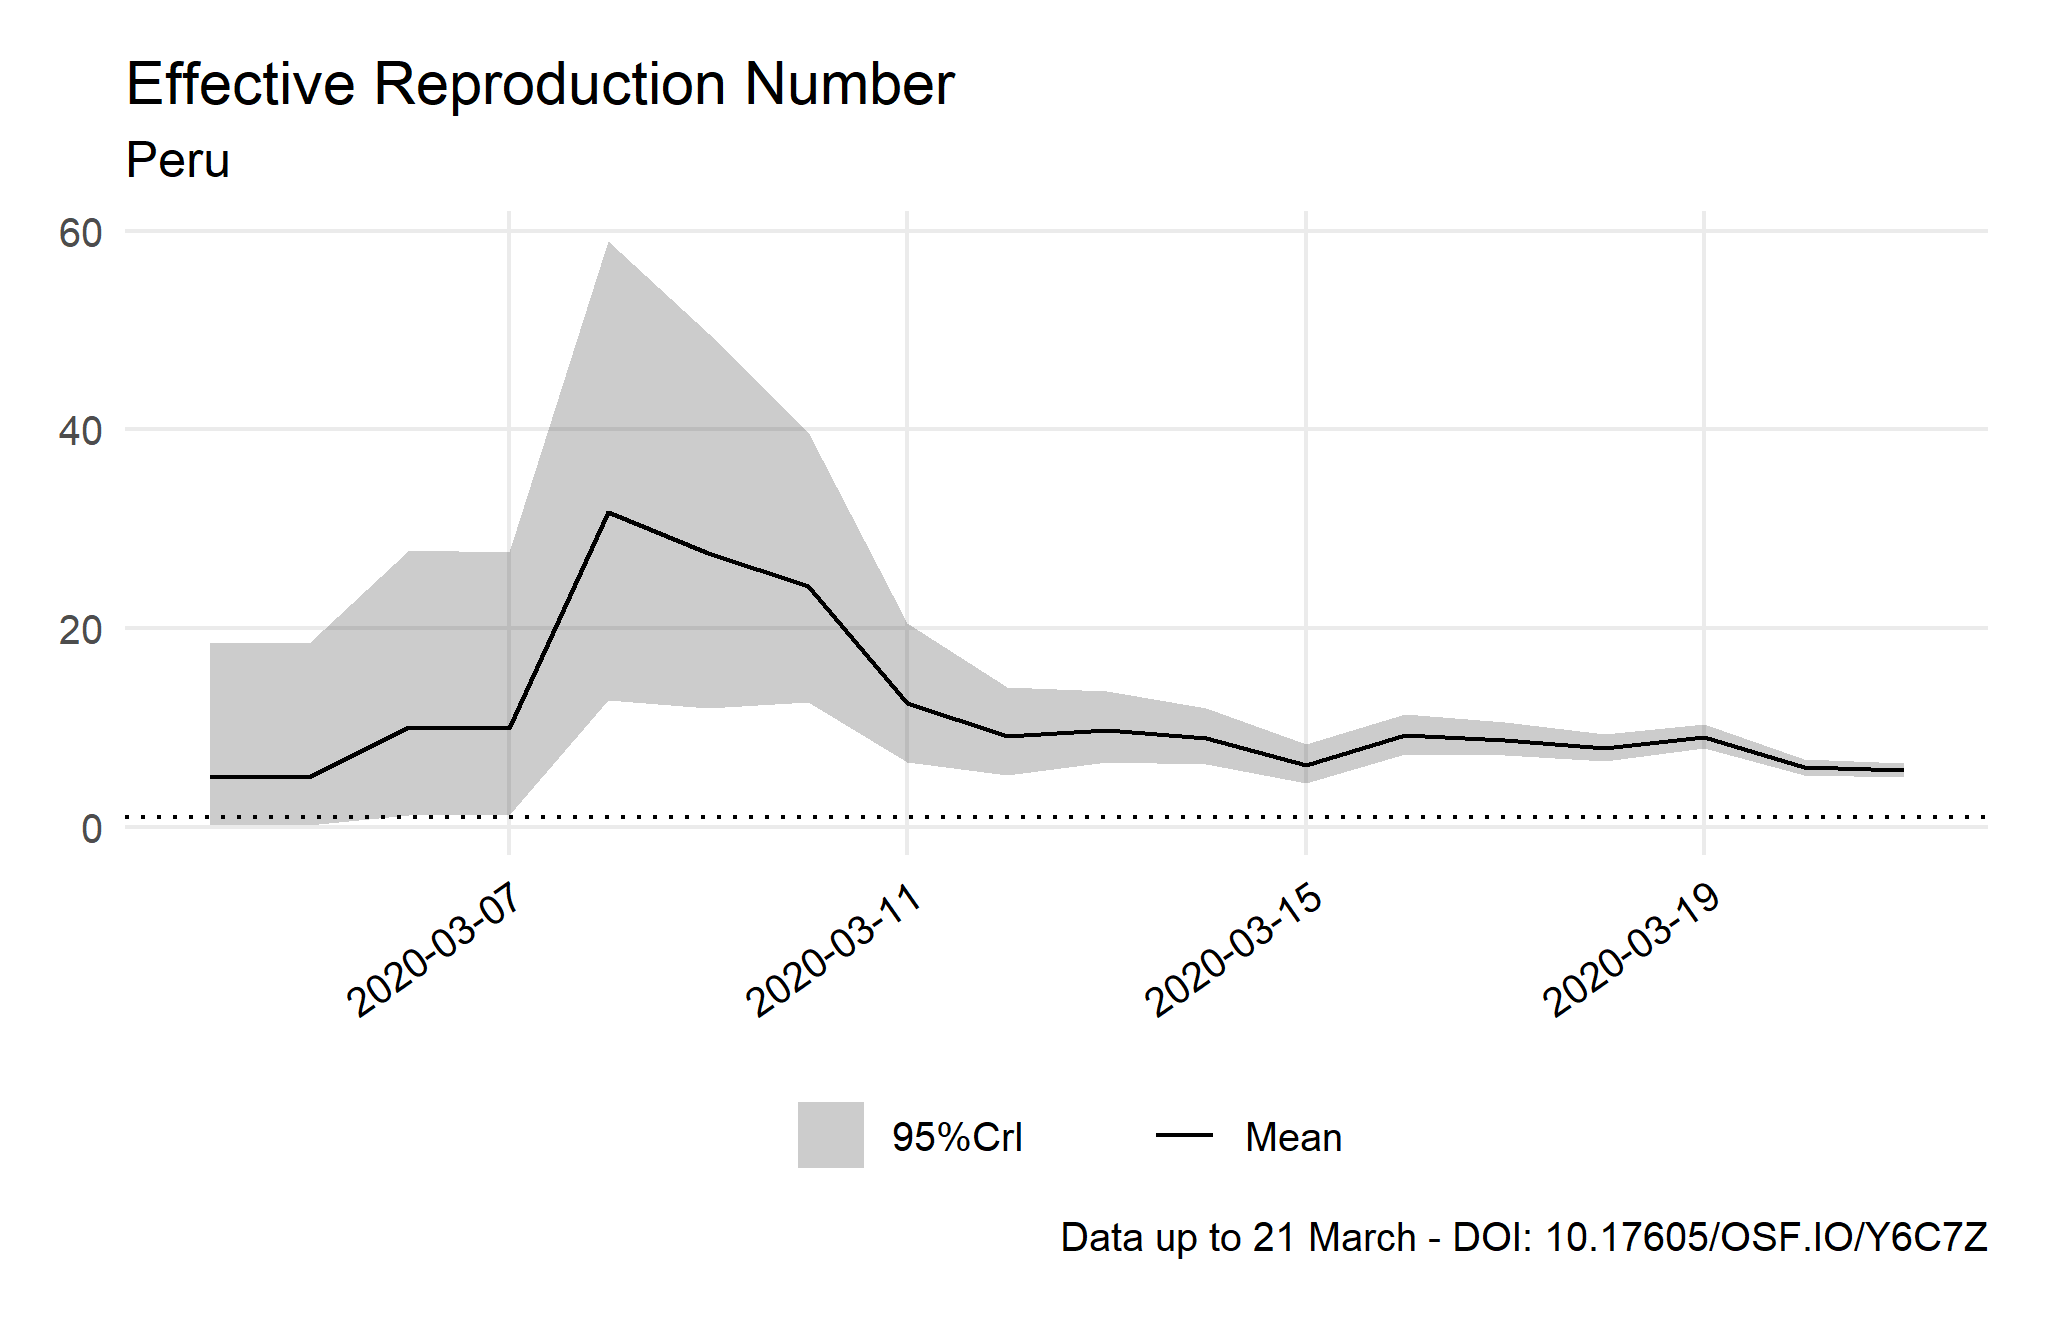 Effective Reproduction Number
Peru
60
40
20
0
2020-03-07
2020-03-11
2020-03-15
2020-03-19
95%CrI
Mean
Data up to 21 March - DOI: 10.17605/OSF.IO/Y6C7Z